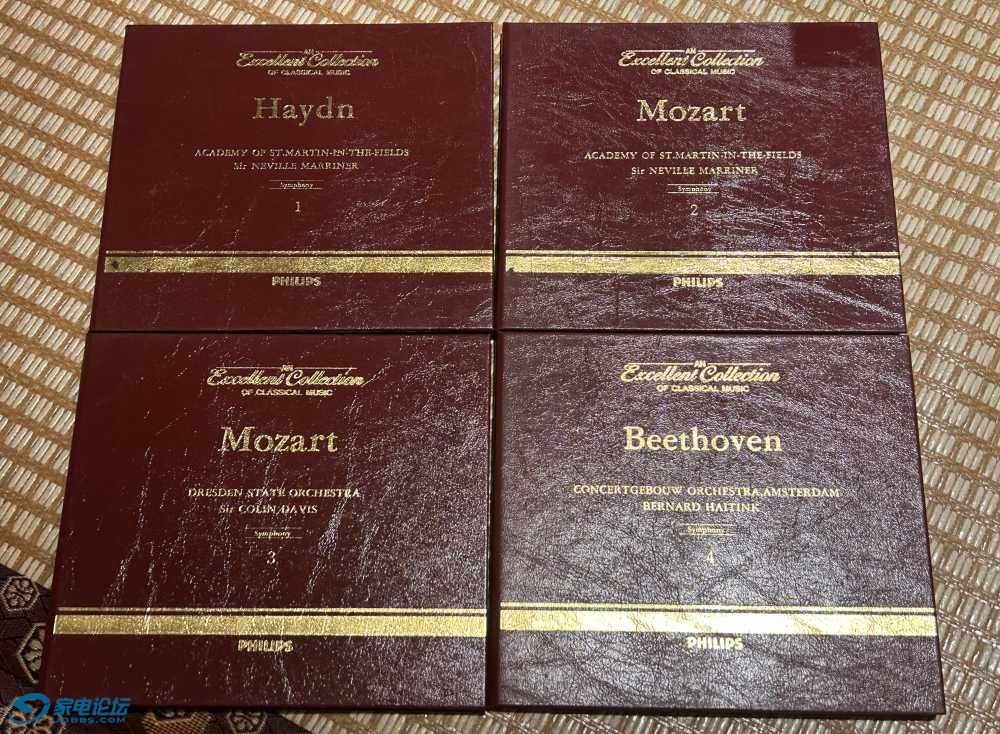 AN
Excellent Collection
OF CLASSICAL MUSIC
Haydn
ACADEMY OF ST.MARTIN-IN-THE-FIELDS
Sir NEVILLE MARRINER
Symphony
1
PHILIPS
AN
Excellent Collection
OF CLASSICAL MUSIC
Mozart
ACADEMY OF ST.MARTIN-IN-THE-FIELDS
Sir NEVILLE MARRINER
Symphony
2
PHILIPS
AN
Excellent Collection
OF CLASSICAL MUSIC
Mozart
DRESDEN STATE ORCHESTRA
Sir COLIN DAVIS
Symphony
3
PHILIPS
AN
Excellent Collection
OF CLASSICAL MUSIC
Beethoven
CONCERTGEBOUW ORCHESTRA,AMSTERDAM
BERNARD HAITINK
Symphony
4
PHILIPS
家电论坛
JDBBS.COM